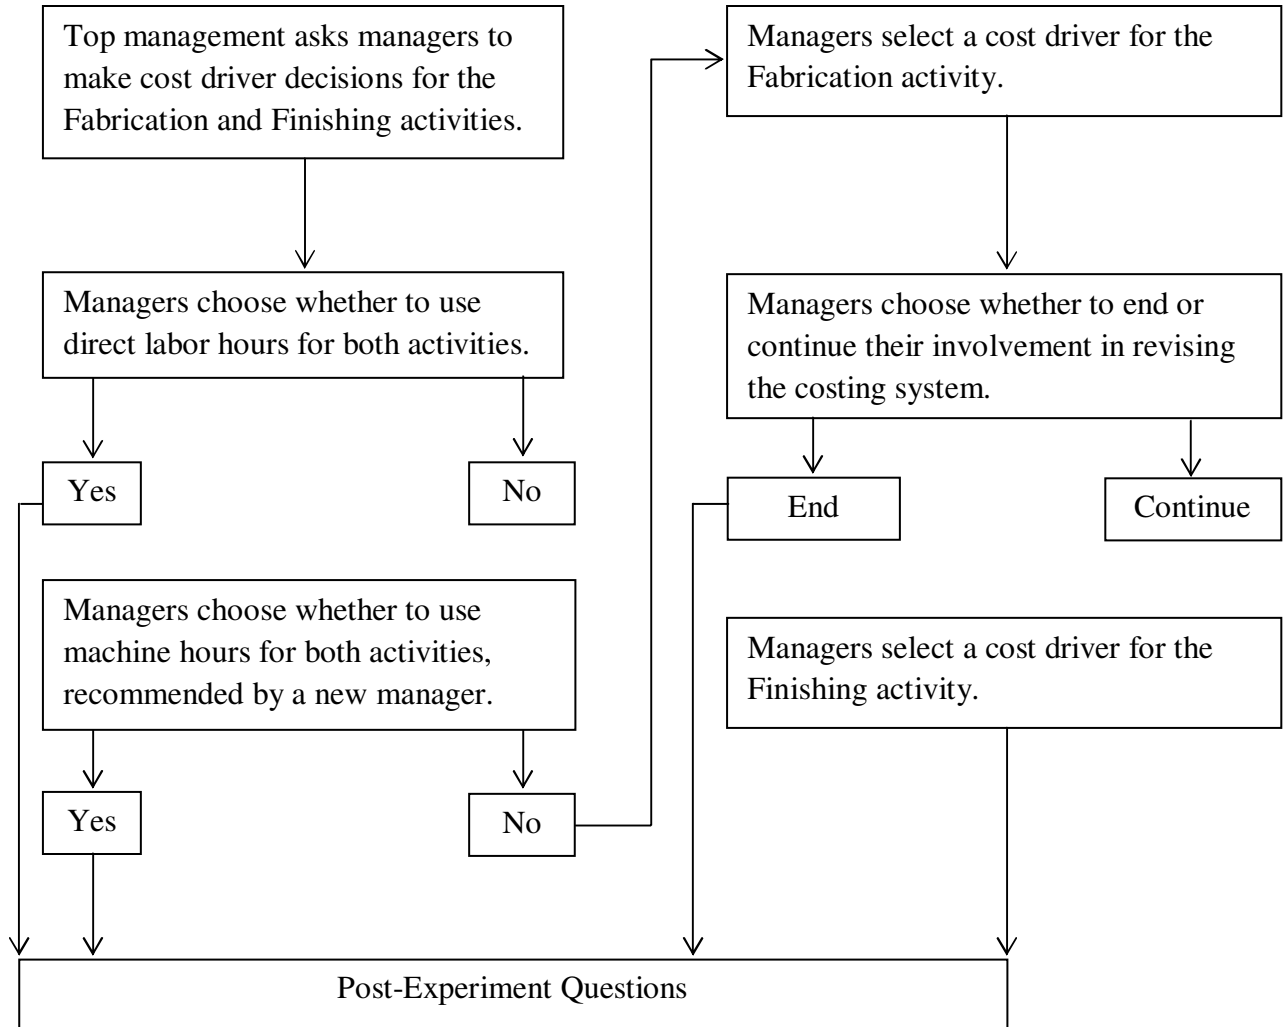 Top management asks managers to
make cost driver decisions for the
Fabrication and Finishing activities.
Managers choose whether to use
direct labor hours for both activities.
Yes
No
Managers choose whether to use
machine hours for both activities,
recommended by a new manager.
Yes
No
Managers select a cost driver for the
Fabrication activity.
Managers choose whether to end or
continue their involvement in revising
the costing system.
End
Continue
Managers select a cost driver for the
Finishing activity.
Post-Experiment Questions